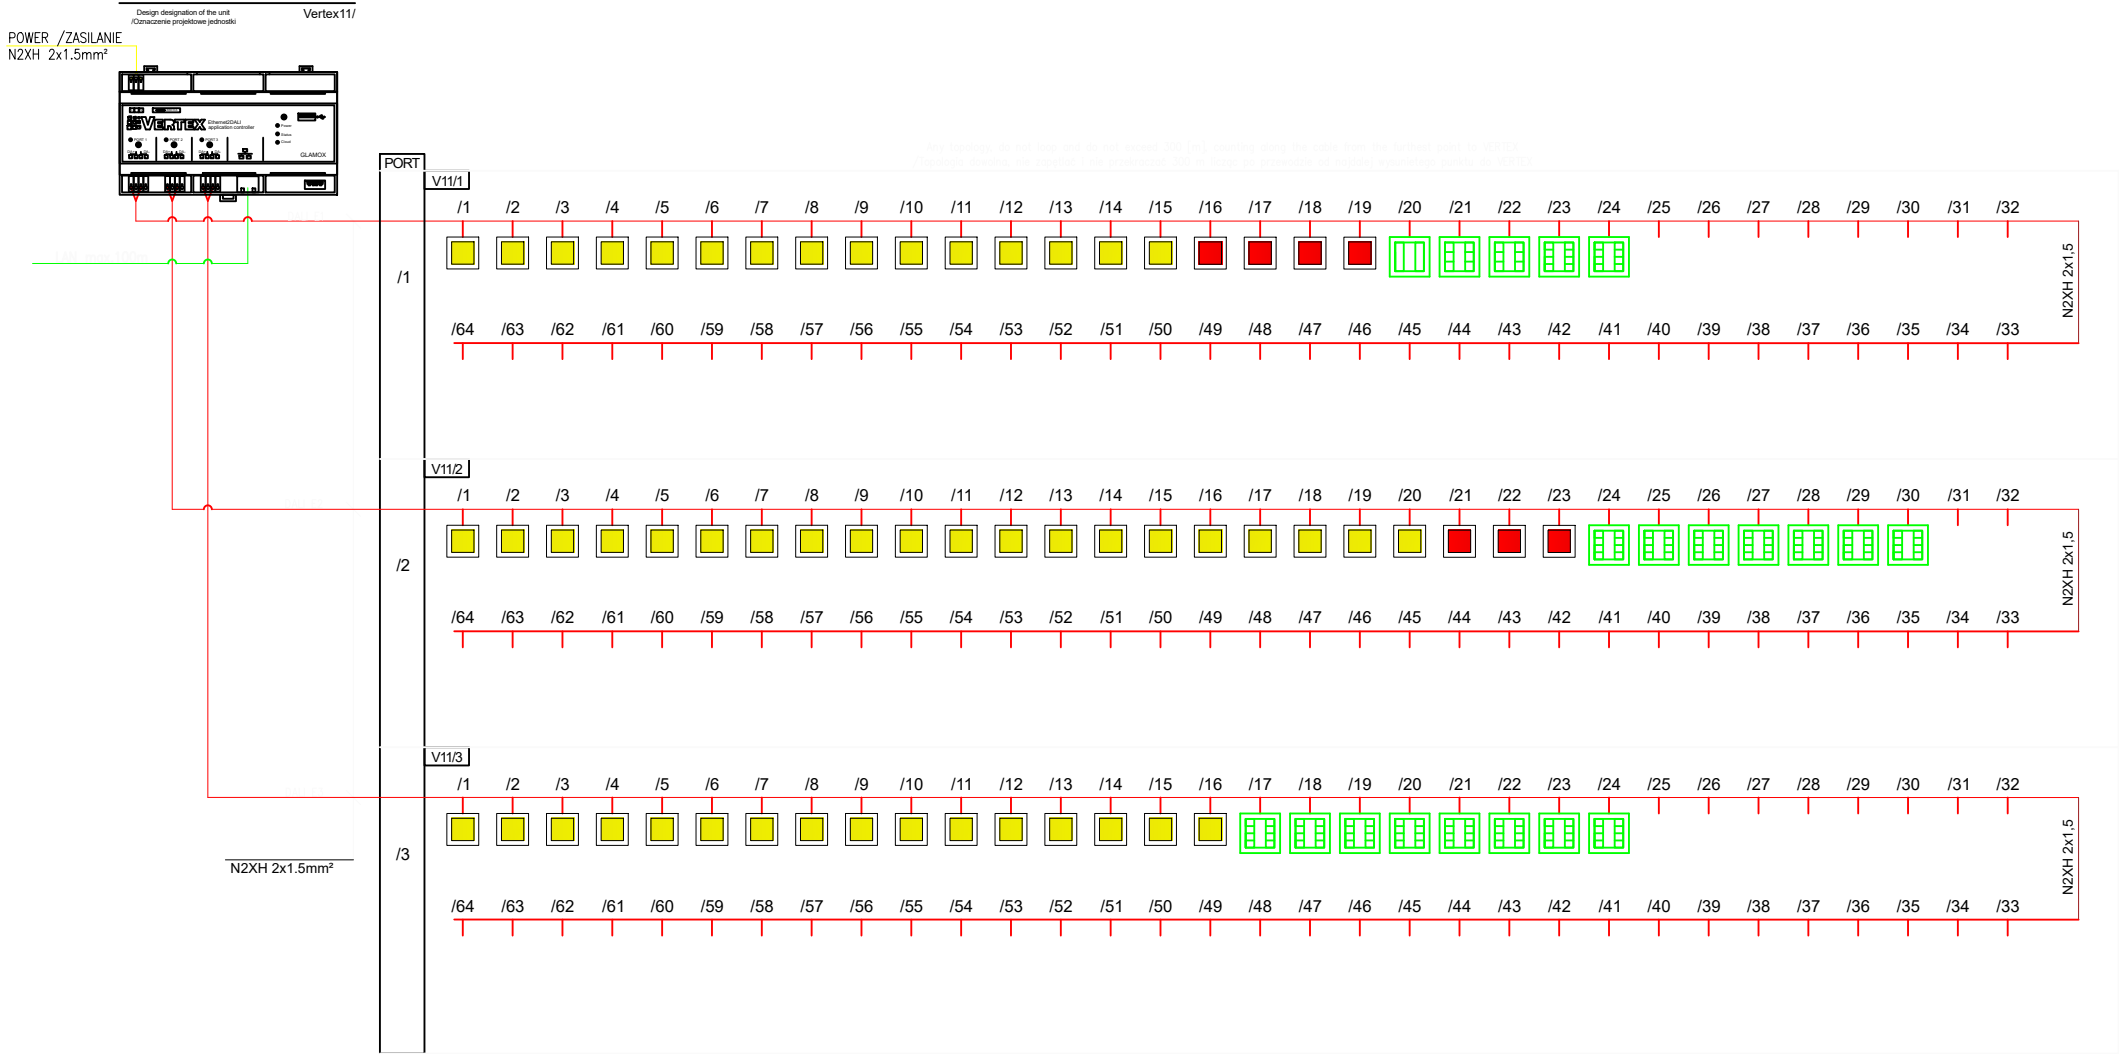 Design designation of the unit
/Oznaczenie projektowe jednostki
Vertex11/
POWER /ZASILANIE
N2XH 2x1.5mm²
VERTEX
Ethernet2DALI
application controller
Power
Status
Cloud
PORT 1 PORT 2 PORT 3
GLAMOX
PORT
V11/1
/1 /2 /3 /4 /5 /6 /7 /8 /9 /10 /11 /12 /13 /14 /15 /16 /17 /18 /19 /20 /21 /22 /23 /24 /25 /26 /27 /28 /29 /30 /31 /32
/1
N2XH 2x1,5
/64 /63 /62 /61 /60 /59 /58 /57 /56 /55 /54 /53 /52 /51 /50 /49 /48 /47 /46 /45 /44 /43 /42 /41 /40 /39 /38 /37 /36 /35 /34 /33
V11/2
/1 /2 /3 /4 /5 /6 /7 /8 /9 /10 /11 /12 /13 /14 /15 /16 /17 /18 /19 /20 /21 /22 /23 /24 /25 /26 /27 /28 /29 /30 /31 /32
/2
N2XH 2x1,5
/64 /63 /62 /61 /60 /59 /58 /57 /56 /55 /54 /53 /52 /51 /50 /49 /48 /47 /46 /45 /44 /43 /42 /41 /40 /39 /38 /37 /36 /35 /34 /33
V11/3
/1 /2 /3 /4 /5 /6 /7 /8 /9 /10 /11 /12 /13 /14 /15 /16 /17 /18 /19 /20 /21 /22 /23 /24 /25 /26 /27 /28 /29 /30 /31 /32
/3
N2XH 2x1,5
N2XH 2x1.5mm²
/64 /63 /62 /61 /60 /59 /58 /57 /56 /55 /54 /53 /52 /51 /50 /49 /48 /47 /46 /45 /44 /43 /42 /41 /40 /39 /38 /37 /36 /35 /34 /33